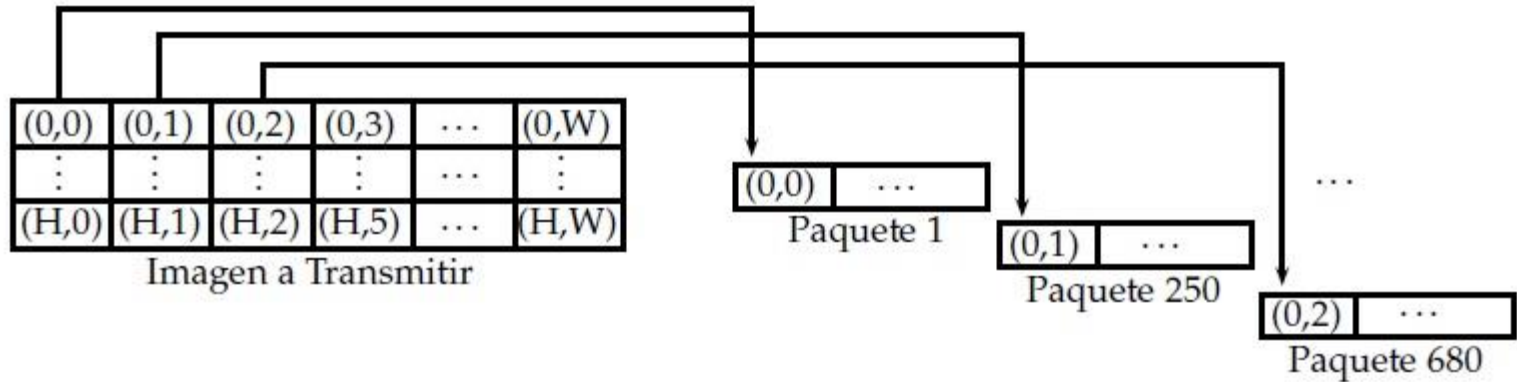 (0,0) (0,1) (0,2) (0,3) ... (0,W)
⋮ ⋮ ⋮ ⋮ ... ⋮
(H,0) (H,1) (H,2) (H,5) ... (H,W)
Imagen a Transmitir
(0,0) ...
Paquete 1
(0,1) ...
Paquete 250
...
(0,2) ...
Paquete 680